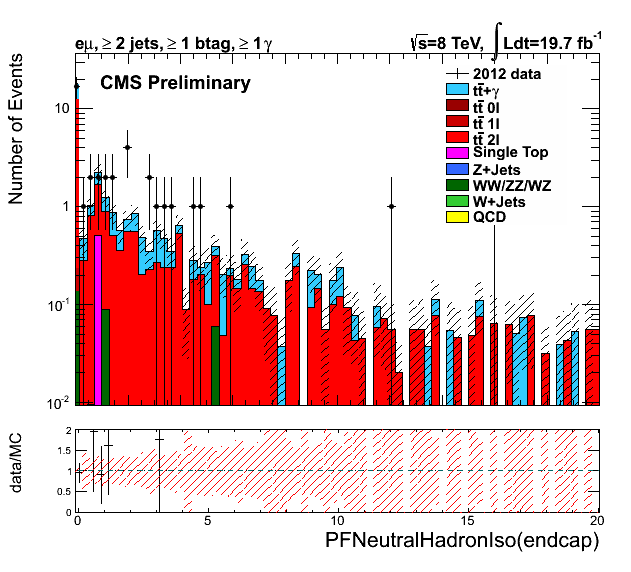 eμ, ≥ 2 jets, ≥ 1 btag, ≥ 1 γ
√s=8 TeV, ∫ Ldt=19.7 fb⁻¹
CMS Preliminary
2012 data
tt̄+γ
tt̄ 0l
tt̄ 1l
tt̄ 2l
Single Top
Z+Jets
WW/ZZ/WZ
W+Jets
QCD
Number of Events
10
1
10⁻¹
10⁻²
data/MC
2
1.5
1
0.5
0
0 5 10 15 20
PFNeutralHadronIso(endcap)